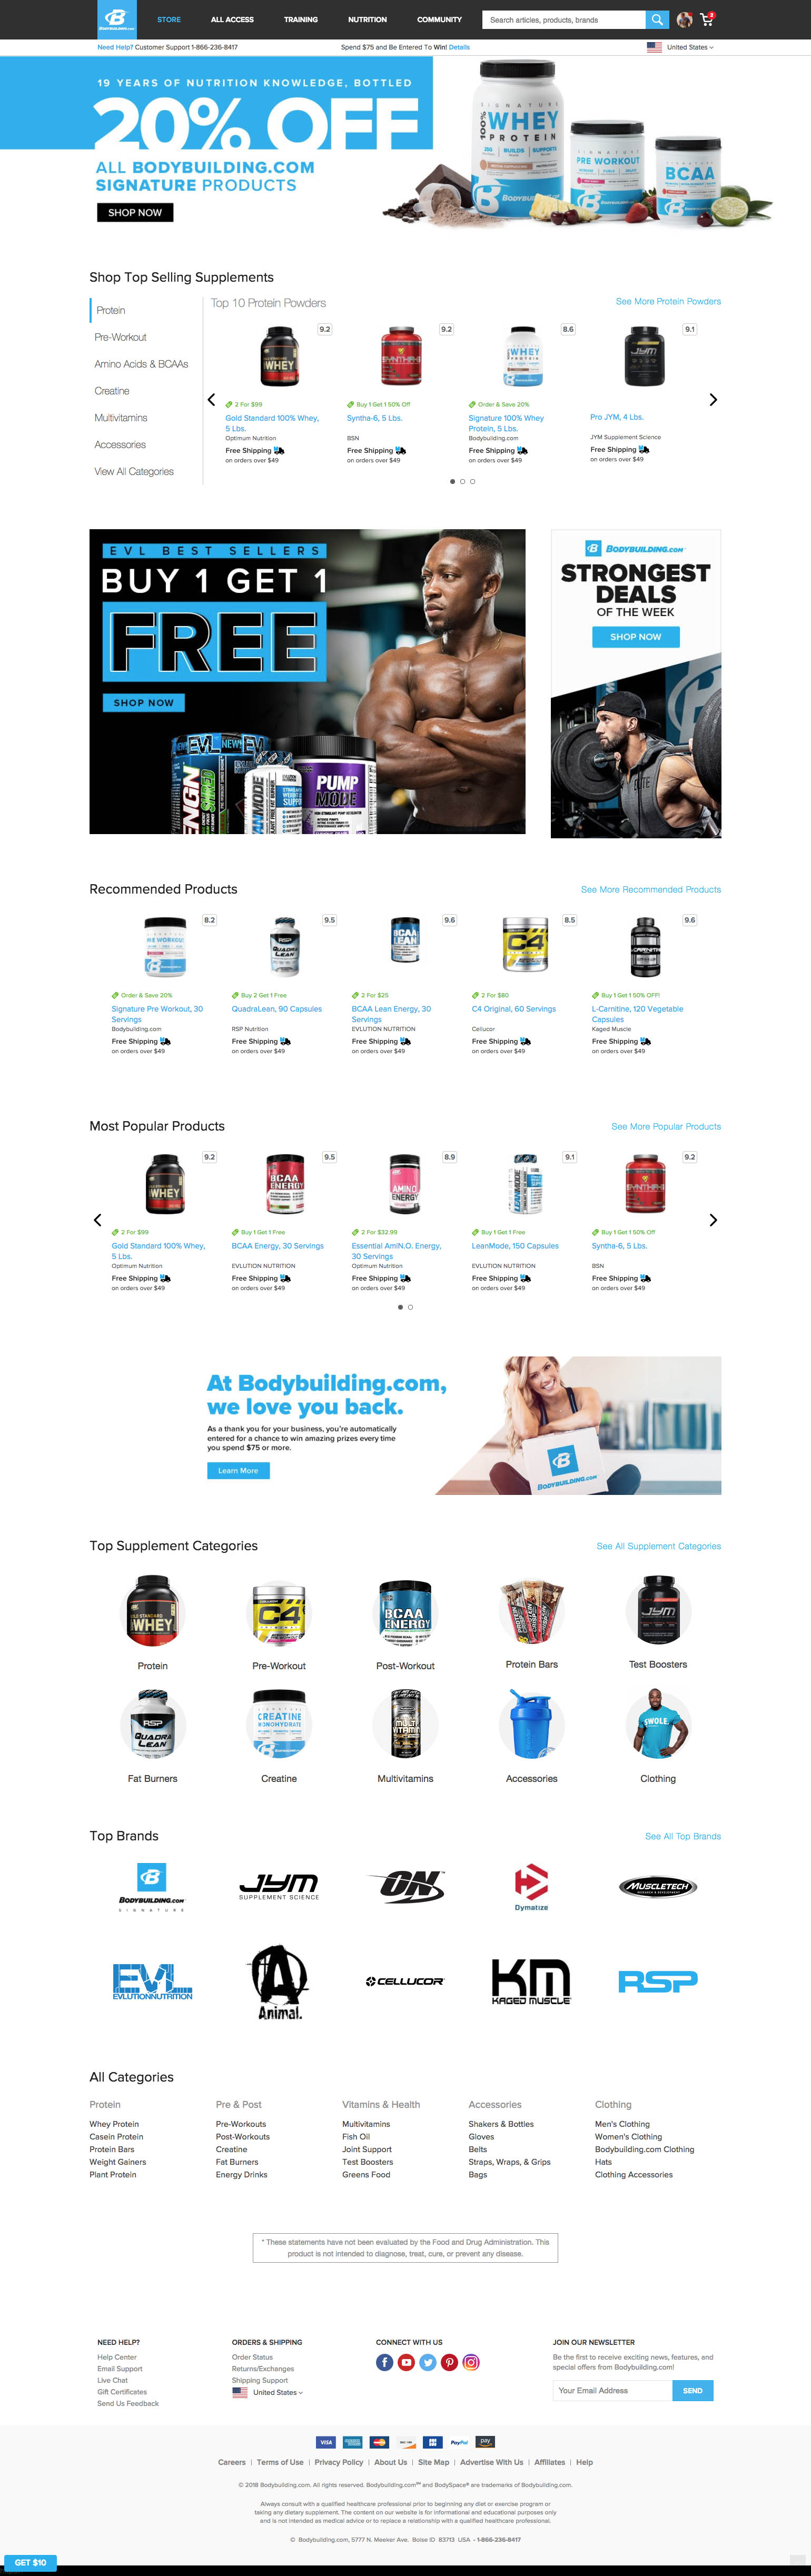 BODYBUILDING.COM
STORE
ALL ACCESS
TRAINING
NUTRITION
COMMUNITY
Search articles, products, brands
Need Help? Customer Support 1-866-236-8417
Spend $75 and Be Entered To Win! Details
United States
19 YEARS OF NUTRITION KNOWLEDGE, BOTTLED
20% OFF
ALL BODYBUILDING.COM
SIGNATURE PRODUCTS
SHOP NOW
SIGNATURE
100% WHEY
PROTEIN
BUILDS
SUPPORTS
BODYBUILDING.COM
SIGNATURE
PRE WORKOUT
SIGNATURE
BCAA
Shop Top Selling Supplements
Protein
Pre-Workout
Amino Acids & BCAAs
Creatine
Multivitamins
Accessories
View All Categories
Top 10 Protein Powders
See More Protein Powders
9.2
2 For $99
Gold Standard 100% Whey,
5 Lbs.
Optimum Nutrition
Free Shipping
on orders over $49
9.2
Buy 1 Get 1 50% Off
Syntha-6, 5 Lbs.
BSN
Free Shipping
on orders over $49
8.6
Order & Save 20%
Signature 100% Whey
Protein, 5 Lbs.
Bodybuilding.com
Free Shipping
on orders over $49
9.1
Pro JYM, 4 Lbs.
JYM Supplement Science
Free Shipping
on orders over $49
EVL BEST SELLERS
BUY 1 GET 1
FREE
SHOP NOW
EVL
NEW
ENGN
SHRED
LEANMODE
PUMP
MODE
BODYBUILDING.COM
STRONGEST
DEALS
OF THE WEEK
SHOP NOW
Recommended Products
See More Recommended Products
8.2
Order & Save 20%
Signature Pre Workout, 30
Servings
Bodybuilding.com
Free Shipping
on orders over $49
9.5
Buy 2 Get 1 Free
QuadraLean, 90 Capsules
RSP Nutrition
Free Shipping
on orders over $49
9.6
2 For $25
BCAA Lean Energy, 30
Servings
EVLUTION NUTRITION
Free Shipping
on orders over $49
8.5
2 For $80
C4 Original, 60 Servings
Cellucor
Free Shipping
on orders over $49
9.6
Buy 1 Get 1 50% OFF!
L-Carnitine, 120 Vegetable
Capsules
Kaged Muscle
Free Shipping
on orders over $49
Most Popular Products
See More Popular Products
9.2
2 For $99
Gold Standard 100% Whey,
5 Lbs.
Optimum Nutrition
Free Shipping
on orders over $49
9.5
Buy 1 Get 1 Free
BCAA Energy, 30 Servings
EVLUTION NUTRITION
Free Shipping
on orders over $49
8.9
2 For $32.99
Essential AmiN.O. Energy,
30 Servings
Optimum Nutrition
Free Shipping
on orders over $49
9.1
Buy 1 Get 1 Free
LeanMode, 150 Capsules
EVLUTION NUTRITION
Free Shipping
on orders over $49
9.2
Buy 1 Get 1 50% Off
Syntha-6, 5 Lbs.
BSN
Free Shipping
on orders over $49
At Bodybuilding.com,
we love you back.
As a thank you for your business, you're automatically
entered for a chance to win amazing prizes every time
you spend $75 or more.
Learn More
BODYBUILDING.COM
Top Supplement Categories
See All Supplement Categories
Protein
Pre-Workout
Post-Workout
Protein Bars
Test Boosters
Fat Burners
Creatine
Multivitamins
Accessories
SWOLE.
Clothing
Top Brands
See All Top Brands
BODYBUILDING.COM
SIGNATURE
JYM
SUPPLEMENT SCIENCE
ON
Dymatize
MUSCLETECH
RESEARCH & DEVELOPMENT
EVL
EVLUTIONNUTRITION
A
Animal.
CELLUCOR
KM
KAGED MUSCLE
RSP
All Categories
Protein
Whey Protein
Casein Protein
Protein Bars
Weight Gainers
Plant Protein
Pre & Post
Pre-Workouts
Post-Workouts
Creatine
Fat Burners
Energy Drinks
Vitamins & Health
Multivitamins
Fish Oil
Joint Support
Test Boosters
Greens Food
Accessories
Shakers & Bottles
Gloves
Belts
Straps, Wraps, & Grips
Bags
Clothing
Men's Clothing
Women's Clothing
Bodybuilding.com Clothing
Hats
Clothing Accessories
* These statements have not been evaluated by the Food and Drug Administration. This
product is not intended to diagnose, treat, cure, or prevent any disease.
NEED HELP?
Help Center
Email Support
Live Chat
Gift Certificates
Send Us Feedback
ORDERS & SHIPPING
Order Status
Returns/Exchanges
Shipping Support
United States
CONNECT WITH US
JOIN OUR NEWSLETTER
Be the first to receive exciting news, features, and
special offers from Bodybuilding.com!
Your Email Address
SEND
VISA
PayPal
pay
Careers | Terms of Use | Privacy Policy | About Us | Site Map | Advertise With Us | Affiliates | Help
© 2018 Bodybuilding.com. All rights reserved. Bodybuilding.com℠ and BodySpace® are trademarks of Bodybuilding.com.
Always consult with a qualified healthcare professional prior to beginning any diet or exercise program or
taking any dietary supplement. The content on our website is for informational and educational purposes only
and is not intended as medical advice or to replace a relationship with a qualified healthcare professional.
© Bodybuilding.com, 5777 N. Meeker Ave, Boise ID 83713 USA - 1-866-236-8417
GET $10